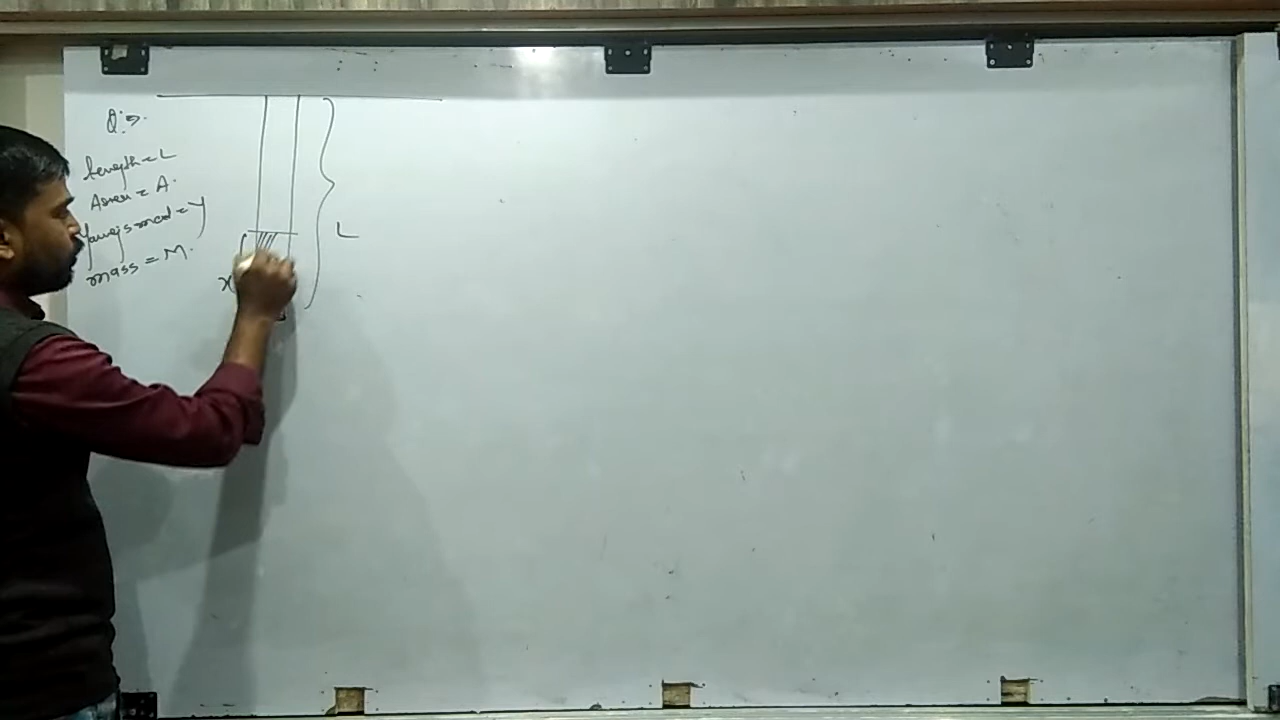 Q:⇒
length = L
Area = A.
Young's mod = Y
mass = M.
L
x